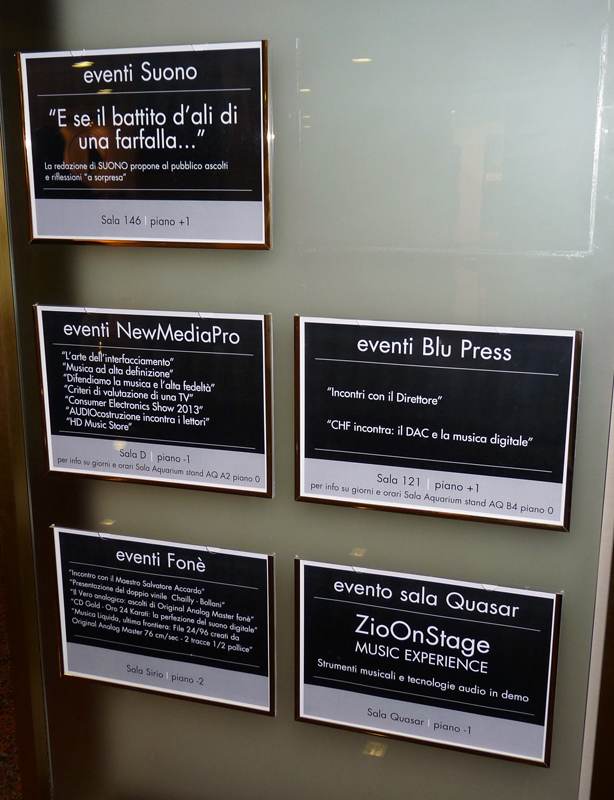 eventi Suono
“E se il battito d’ali di
una farfalla...”
La redazione di SUONO propone al pubblico ascolti
e riflessioni “a sorpresa”
Sala 146 | piano +1
eventi NewMediaPro
“L’arte dell’interfacciamento”
“Musica ad alta definizione”
“Difendiamo la musica e l’alta fedeltà”
“Criteri di valutazione di una TV”
“Consumer Electronics Show 2013”
“AUDIOcostruzione incontra i lettori”
“HD Music Store”
Sala D | piano -1
per info su giorni e orari Sala Aquarium stand AQ A2 piano 0
eventi Blu Press
“Incontri con il Direttore”
“CHF incontra: il DAC e la musica digitale”
Sala 121 | piano +1
per info su giorni e orari Sala Aquarium stand AQ B4 piano 0
eventi Fonè
“Incontro con il Maestro Salvatore Accardo”
“Presentazione del doppio vinile Chailly - Bollani”
“Il Vero analogico: ascolti di Original Analog Master fonè”
“CD Gold - Oro 24 Karati: la perfezione del suono digitale”
“Musica Liquida, ultima frontiera: File 24/96 creati da
Original Analog Master 76 cm/sec - 2 tracce 1/2 pollice”
Sala Sirio | piano -2
evento sala Quasar
ZioOnStage
MUSIC EXPERIENCE
Strumenti musicali e tecnologie audio in demo
Sala Quasar | piano -1